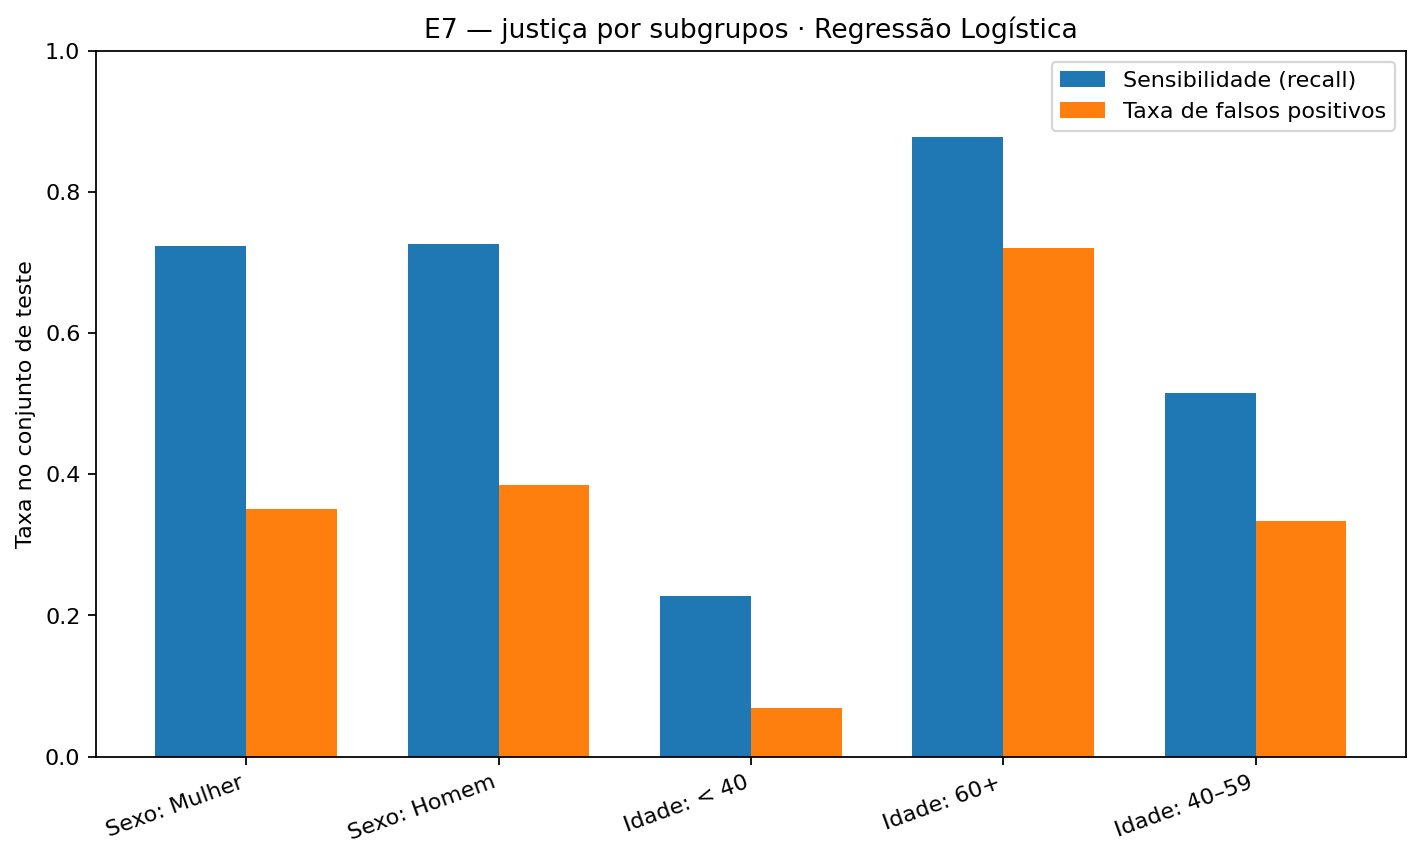 E7 — justiça por subgrupos · Regressão Logística
Sensibilidade (recall)
Taxa de falsos positivos
Taxa no conjunto de teste
1.0
0.8
0.6
0.4
0.2
0.0
Sexo: Mulher
Sexo: Homem
Idade: < 40
Idade: 60+
Idade: 40–59